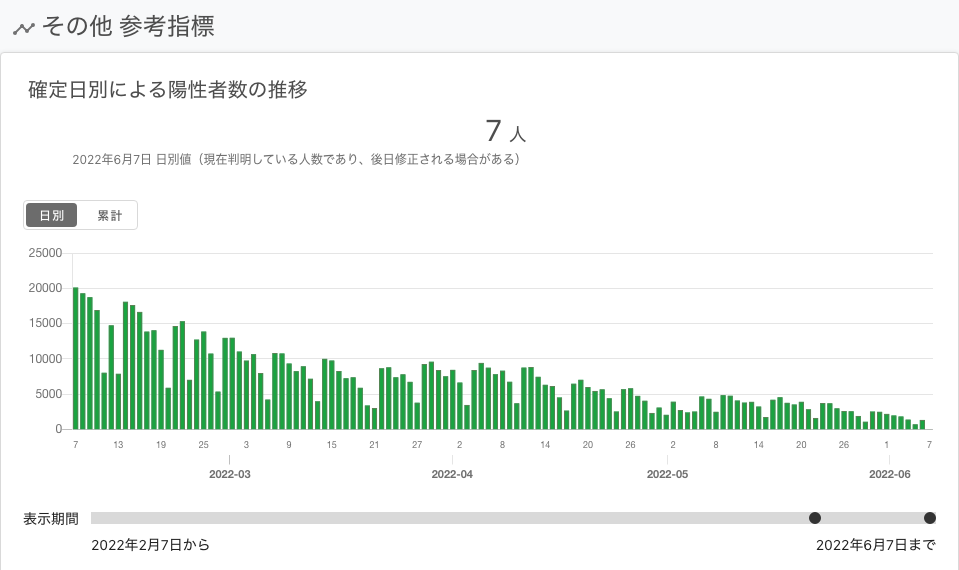 その他 参考指標
確定日別による陽性者数の推移
7 人
2022年6月7日 日別値（現在判明している人数であり、後日修正される場合がある）
日別 累計
25000
20000
15000
10000
5000
0
7 13 19 25 3 9 15 21 27 2 8 14 20 26 2 8 14 20 26 1 7
2022-03 2022-04 2022-05 2022-06
表示期間
2022年2月7日から 2022年6月7日まで